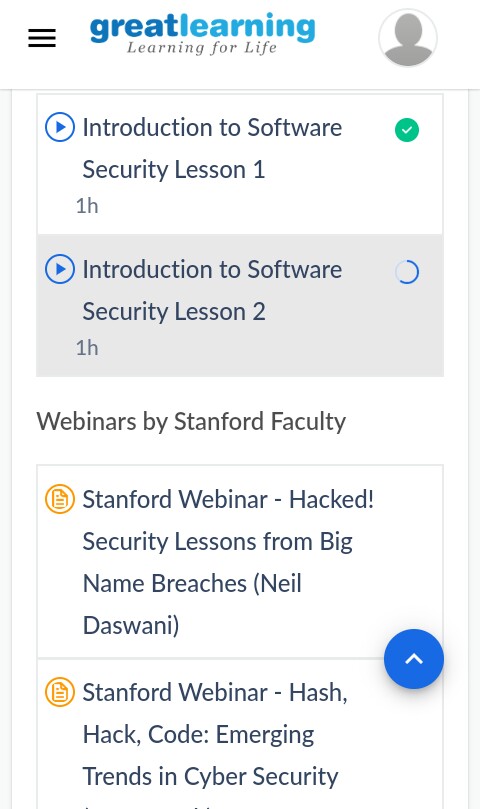 greatlearning
Learning for Life
Introduction to Software
Security Lesson 1
1h
Introduction to Software
Security Lesson 2
1h
Webinars by Stanford Faculty
Stanford Webinar - Hacked!
Security Lessons from Big
Name Breaches (Neil
Daswani)
Stanford Webinar - Hash,
Hack, Code: Emerging
Trends in Cyber Security